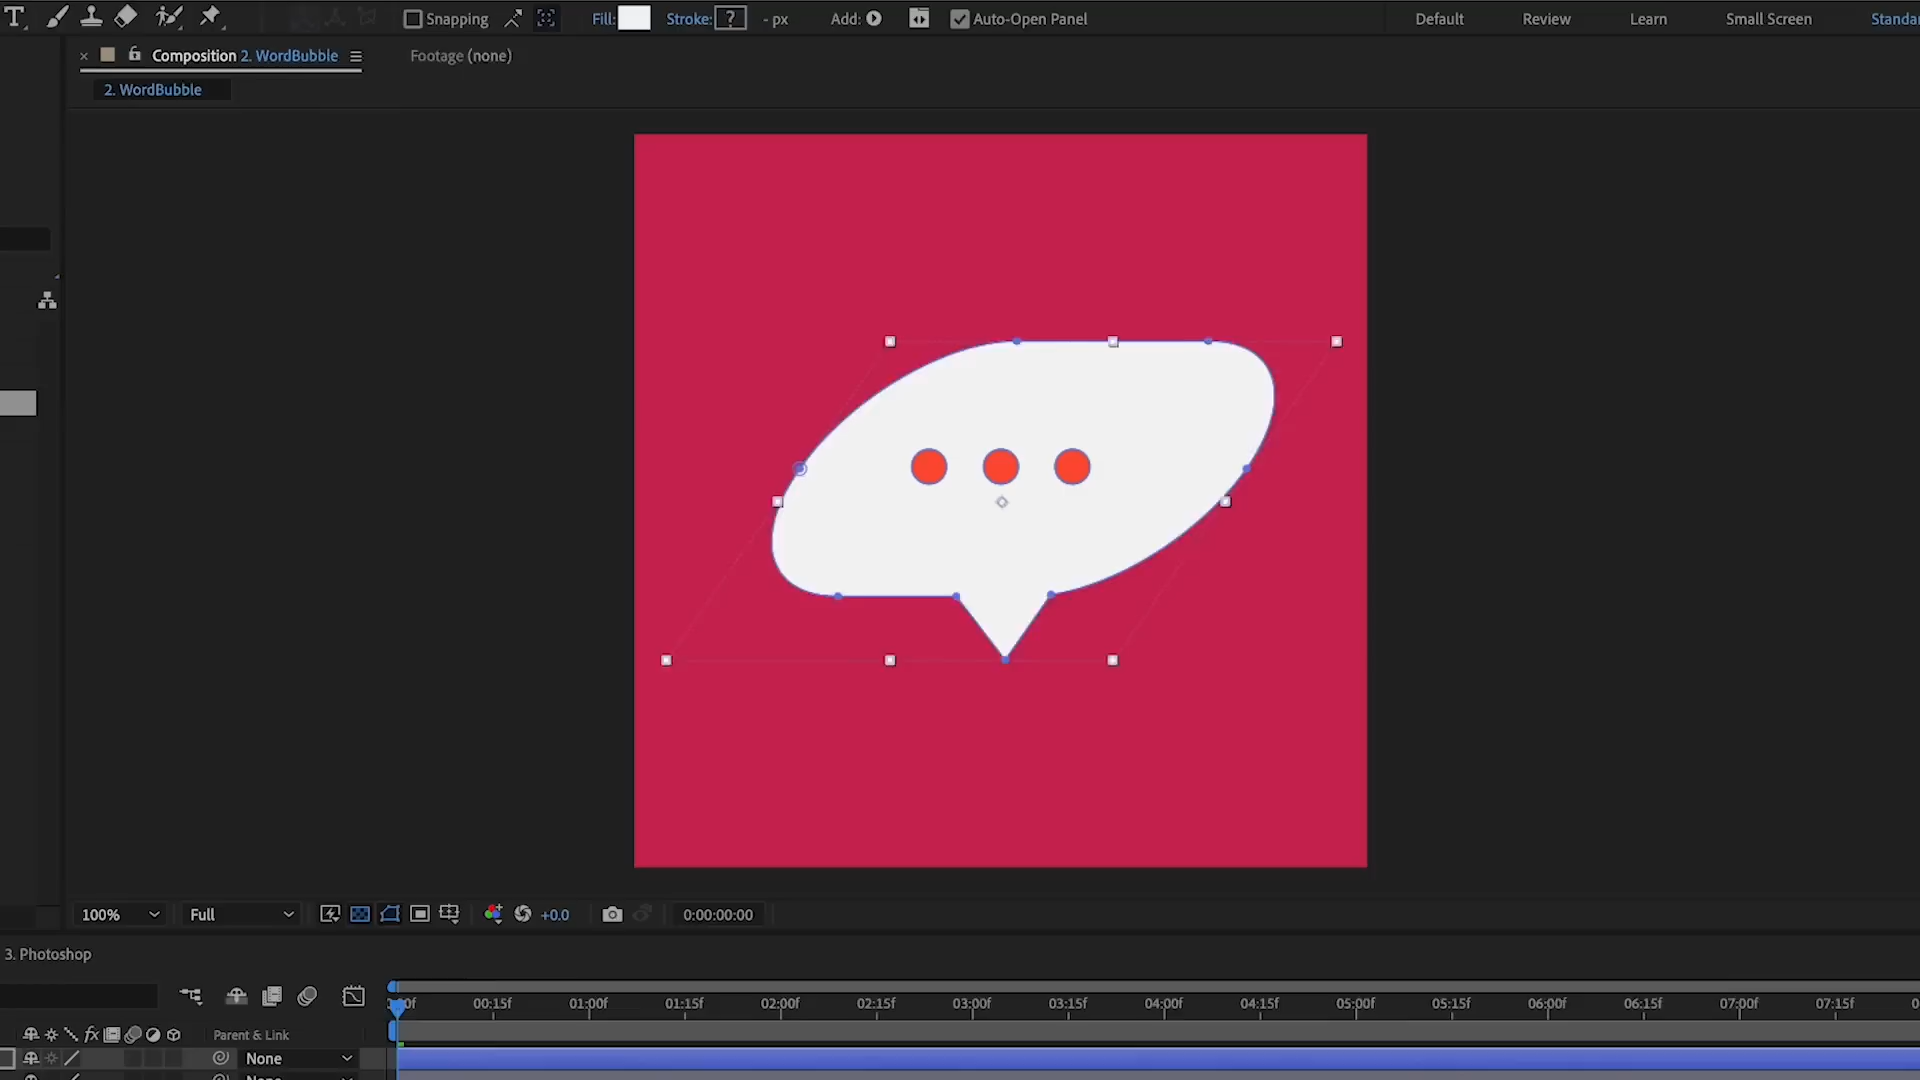 Snapping Fill: Stroke: ? - px Add: Auto-Open Panel Default Review Learn Small Screen Standa
Composition 2. WordBubble Footage (none)
2. WordBubble
100% Full +0.0 0:00:00:00
3. Photoshop
00f 00:15f 01:00f 01:15f 02:00f 02:15f 03:00f 03:15f 04:00f 04:15f 05:00f 05:15f 06:00f 06:15f 07:00f 07:15f
fx Parent & Link
None